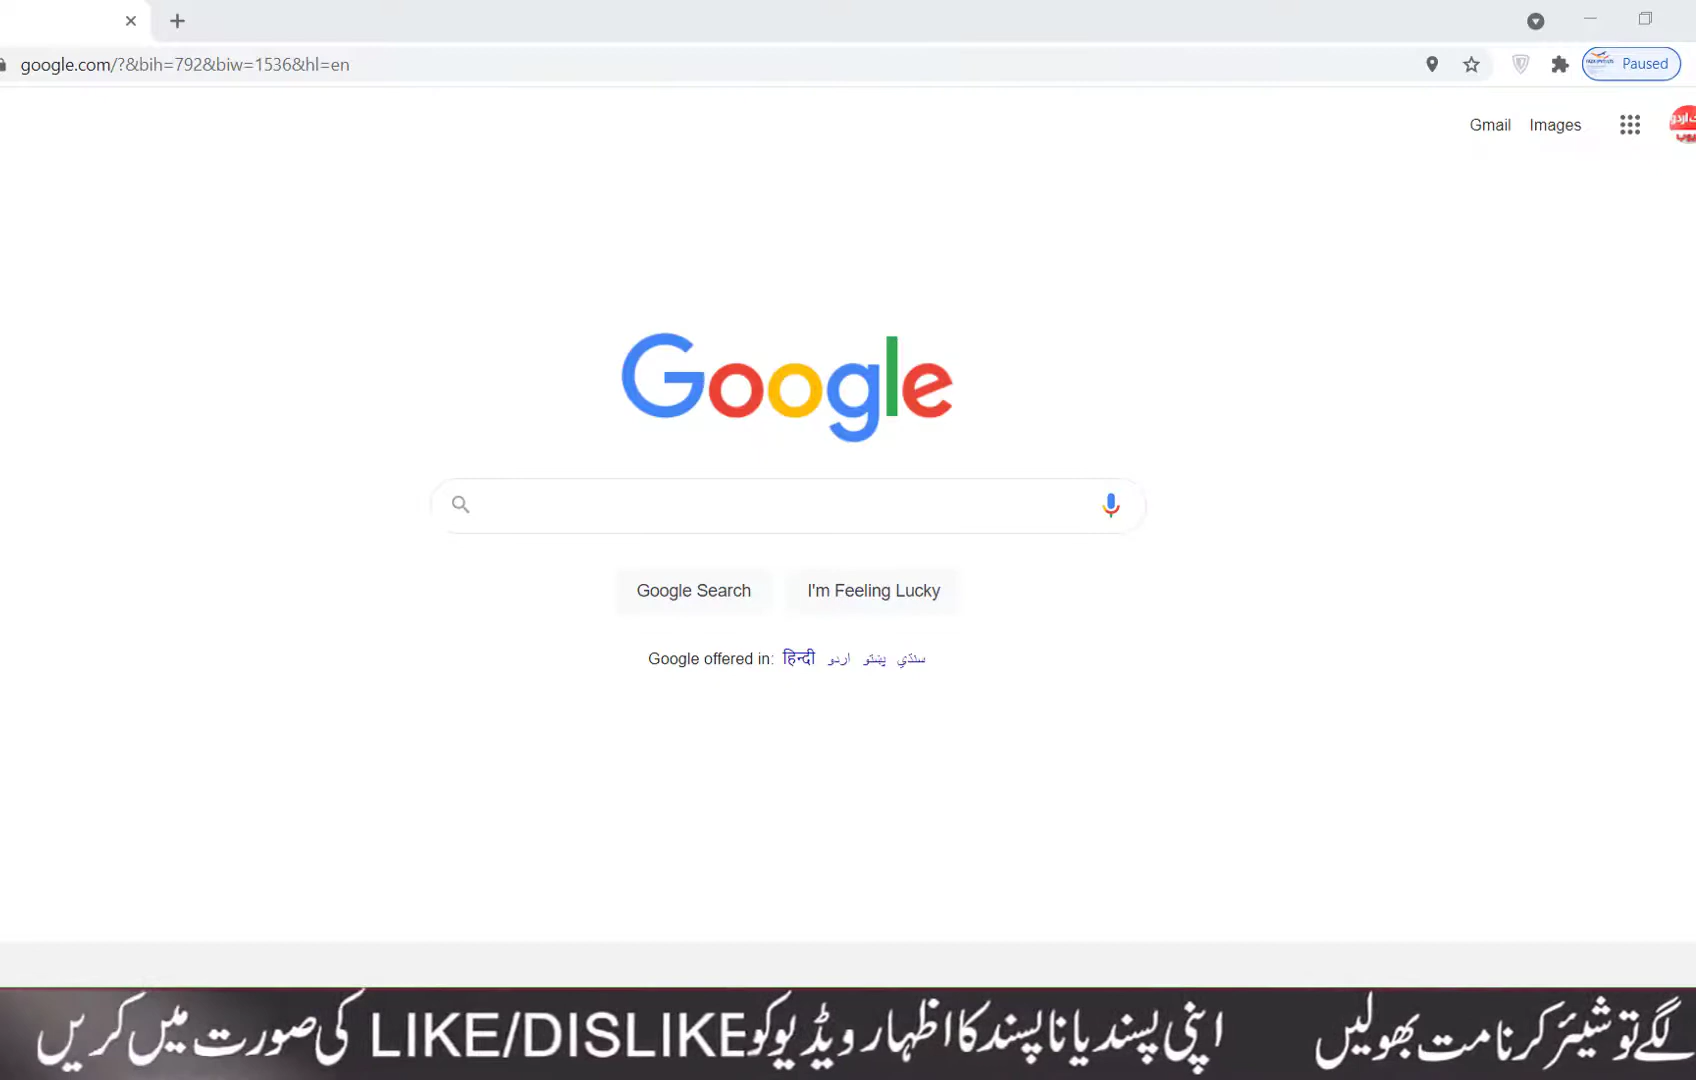 google.com/?&bih=792&biw=1536&hl=en
Paused
Gmail Images
Google
Google Search I'm Feeling Lucky
Google offered in: हिन्दी اردو پښتو سنڌي
لگے تو شیئر کرنا مت بھولیں اپنی پسند یا ناپسند کا اظہار ویڈیو کو LIKE/DISLIKE کی صورت میں کریں